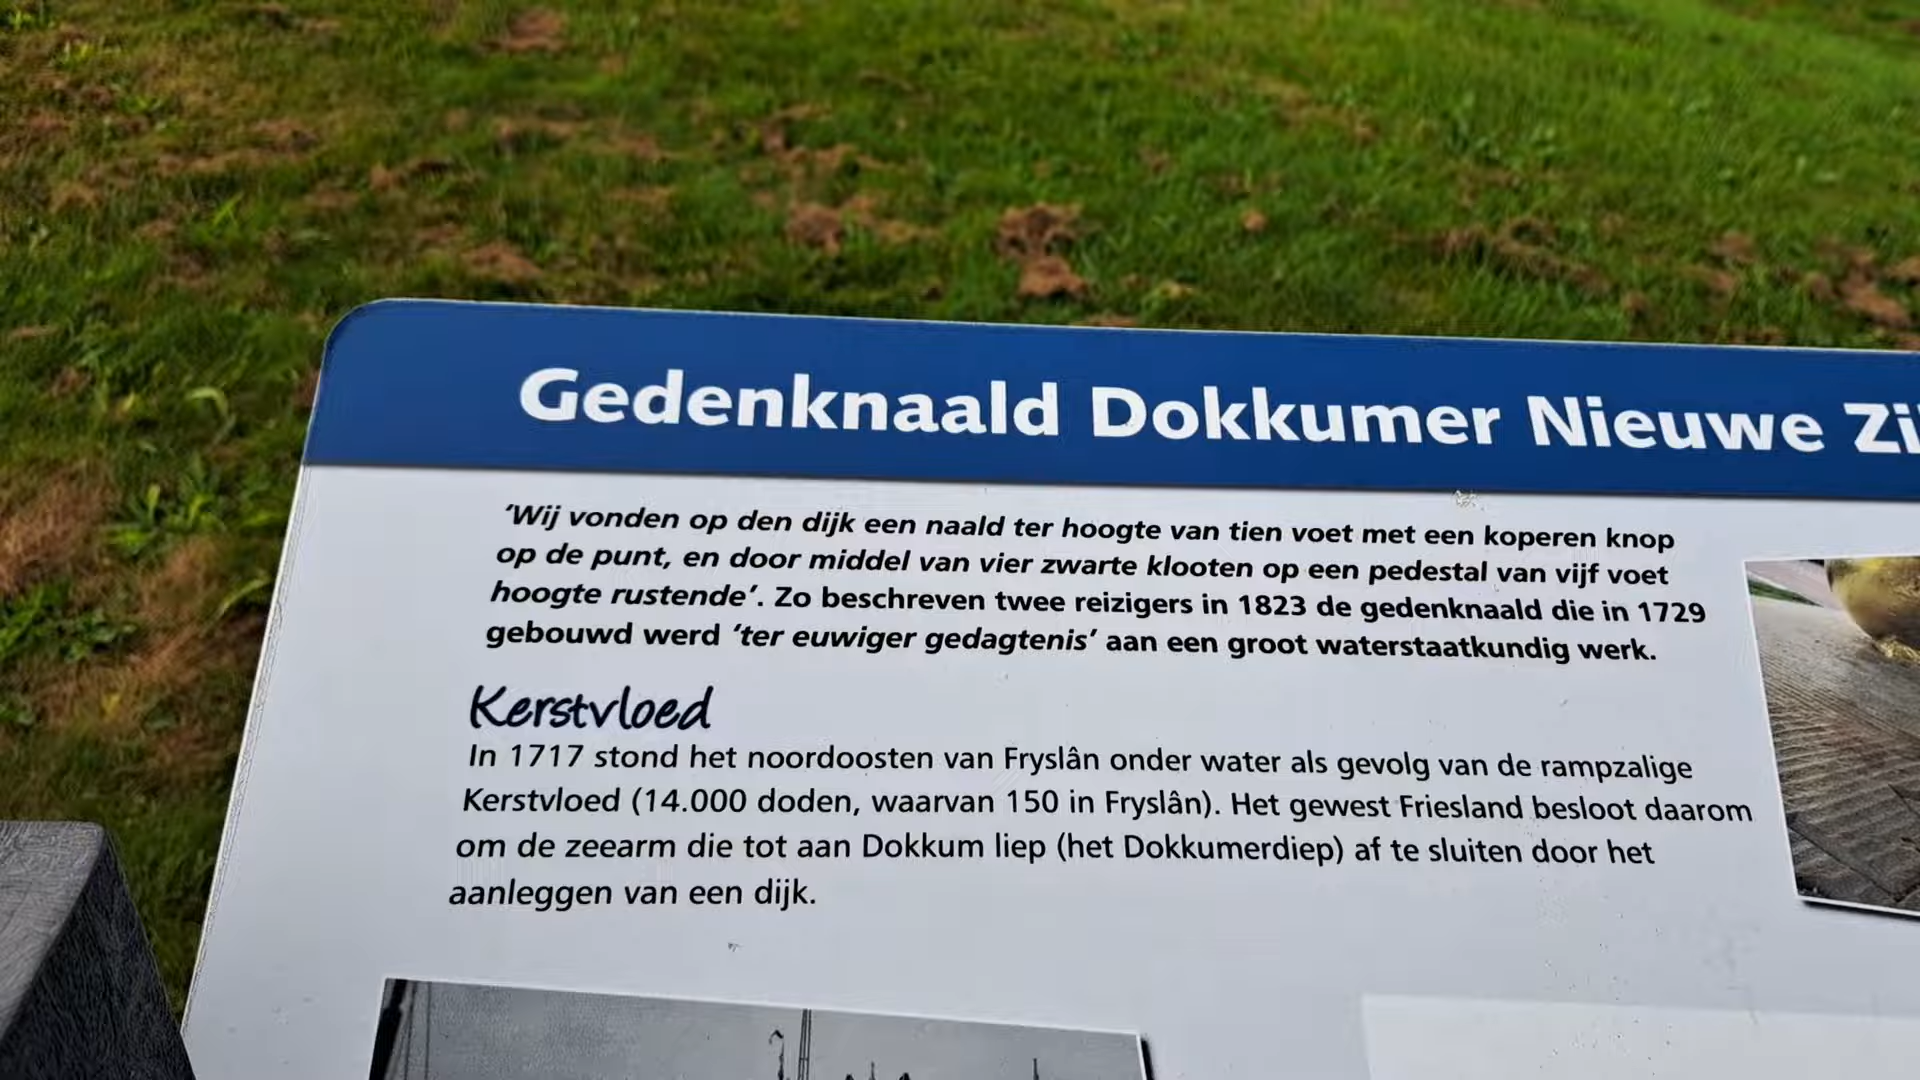 Gedenknaald Dokkumer Nieuwe
'Wij vonden op den dijk een naald ter hoogte van tien voet met een koperen knop
op de punt, en door middel van vier zwarte klooten op een pedestal van vijf voet
hoogte rustende'. Zo beschreven twee reizigers in 1823 de gedenknaald die in 1729
gebouwd werd 'ter euwiger gedagtenis' aan een groot waterstaatkundig werk.
Kerstvloed
In 1717 stond het noordoosten van Fryslân onder water als gevolg van de rampzalige
Kerstvloed (14.000 doden, waarvan 150 in Fryslân). Het gewest Friesland besloot daarom
om de zeearm die tot aan Dokkum liep (het Dokkumerdiep) af te sluiten door het
aanleggen van een dijk.